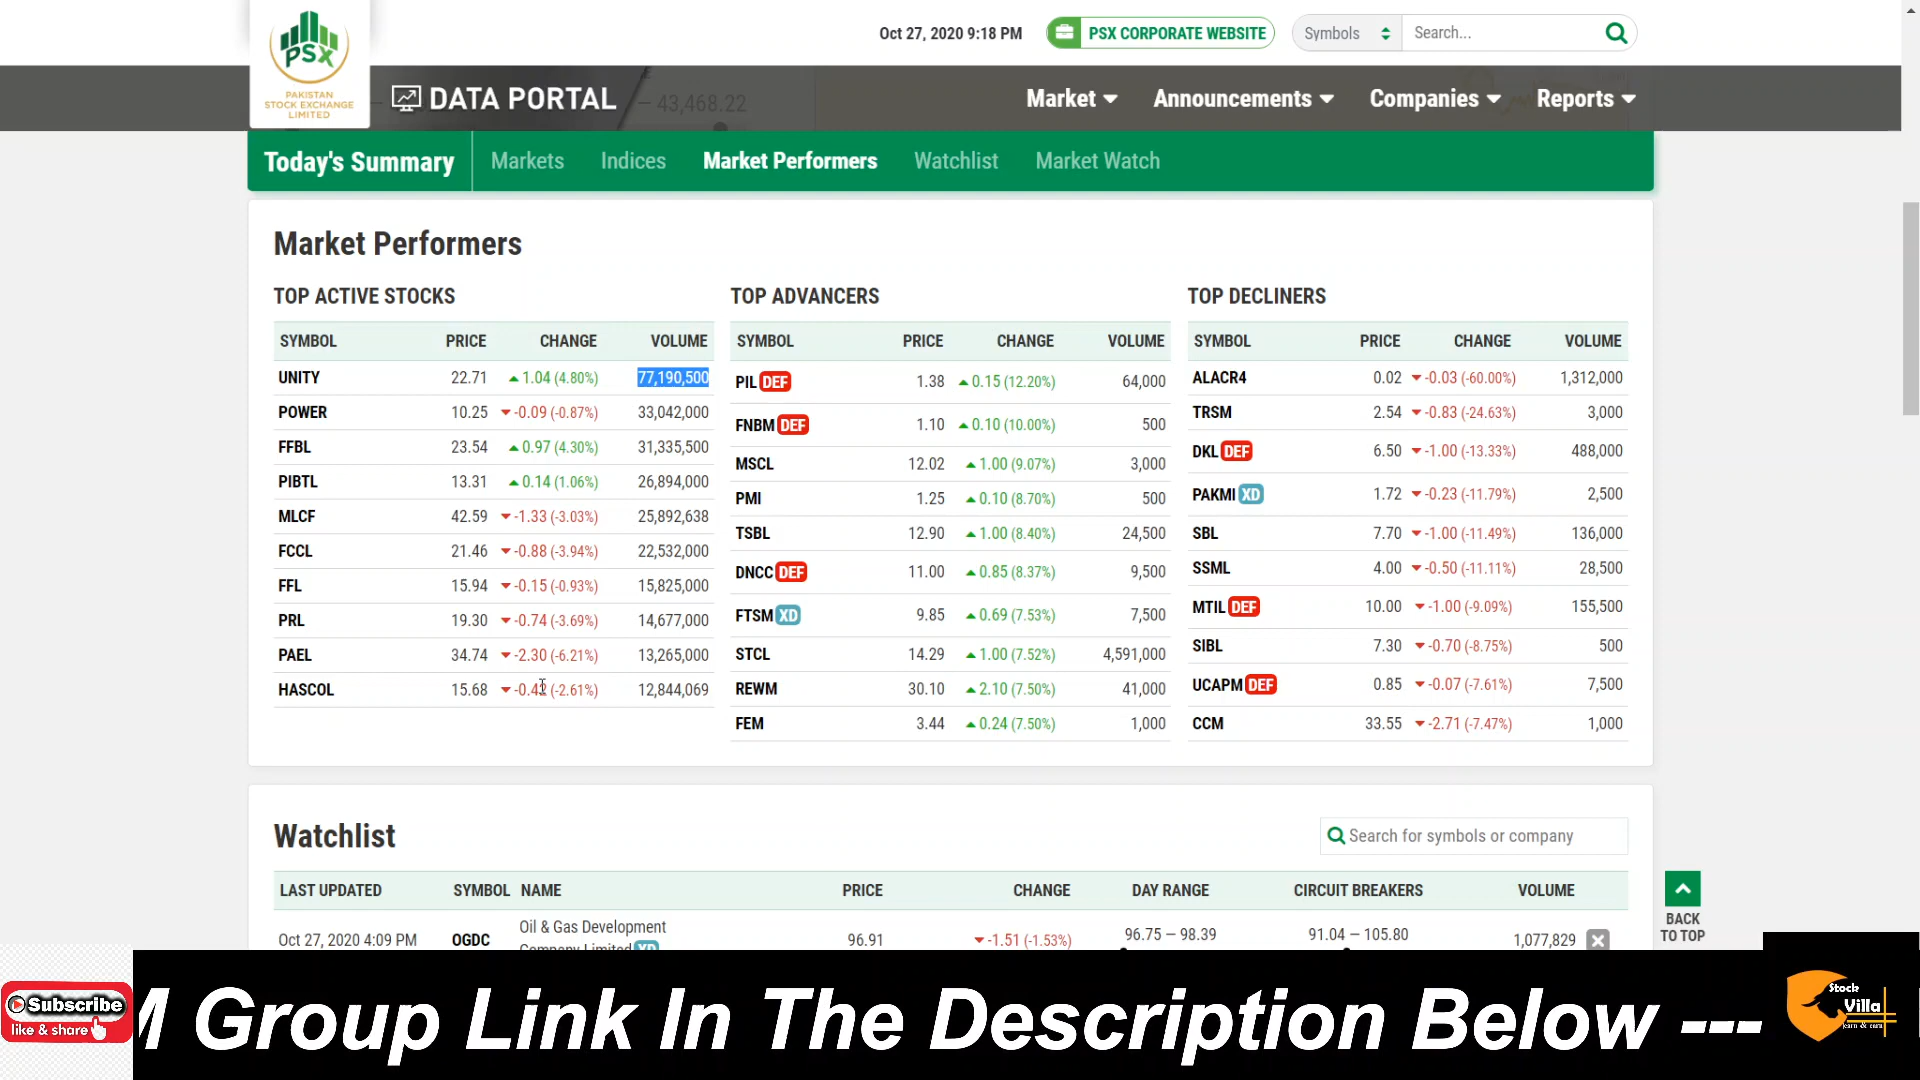 PSX
PAKISTAN
STOCK EXCHANGE
LIMITED
Oct 27, 2020 9:18 PM
PSX CORPORATE WEBSITE
Symbols
Search...
DATA PORTAL
43,468.22
Market
Announcements
Companies
Reports
Today's Summary
Markets
Indices
Market Performers
Watchlist
Market Watch
Market Performers
TOP ACTIVE STOCKS
SYMBOL PRICE CHANGE VOLUME
UNITY 22.71 1.04 (4.80%) 77,190,500
POWER 10.25 -0.09 (-0.87%) 33,042,000
FFBL 23.54 0.97 (4.30%) 31,335,500
PIBTL 13.31 0.14 (1.06%) 26,894,000
MLCF 42.59 -1.33 (-3.03%) 25,892,638
FCCL 21.46 -0.88 (-3.94%) 22,532,000
FFL 15.94 -0.15 (-0.93%) 15,825,000
PRL 19.30 -0.74 (-3.69%) 14,677,000
PAEL 34.74 -2.30 (-6.21%) 13,265,000
HASCOL 15.68 -0.42 (-2.61%) 12,844,069
TOP ADVANCERS
SYMBOL PRICE CHANGE VOLUME
PIL DEF 1.38 0.15 (12.20%) 64,000
FNBM DEF 1.10 0.10 (10.00%) 500
MSCL 12.02 1.00 (9.07%) 3,000
PMI 1.25 0.10 (8.70%) 500
TSBL 12.90 1.00 (8.40%) 24,500
DNCC DEF 11.00 0.85 (8.37%) 9,500
FTSM XD 9.85 0.69 (7.53%) 7,500
STCL 14.29 1.00 (7.52%) 4,591,000
REWM 30.10 2.10 (7.50%) 41,000
FEM 3.44 0.24 (7.50%) 1,000
TOP DECLINERS
SYMBOL PRICE CHANGE VOLUME
ALACR4 0.02 -0.03 (-60.00%) 1,312,000
TRSM 2.54 -0.83 (-24.63%) 3,000
DKL DEF 6.50 -1.00 (-13.33%) 488,000
PAKMI XD 1.72 -0.23 (-11.79%) 2,500
SBL 7.70 -1.00 (-11.49%) 136,000
SSML 4.00 -0.50 (-11.11%) 28,500
MTIL DEF 10.00 -1.00 (-9.09%) 155,500
SIBL 7.30 -0.70 (-8.75%) 500
UCAPM DEF 0.85 -0.07 (-7.61%) 7,500
CCM 33.55 -2.71 (-7.47%) 1,000
Watchlist
Search for symbols or company
LAST UPDATED SYMBOL NAME PRICE CHANGE DAY RANGE CIRCUIT BREAKERS VOLUME
Oct 27, 2020 4:09 PM OGDC Oil & Gas Development 96.91 -1.51 (-1.53%) 96.75 — 98.39 91.04 — 105.80 1,077,829
Company Limited XD
BACK
TO TOP
Subscribe
like & share
M Group Link In The Description Below ---
Stock
Villa
learn & earn